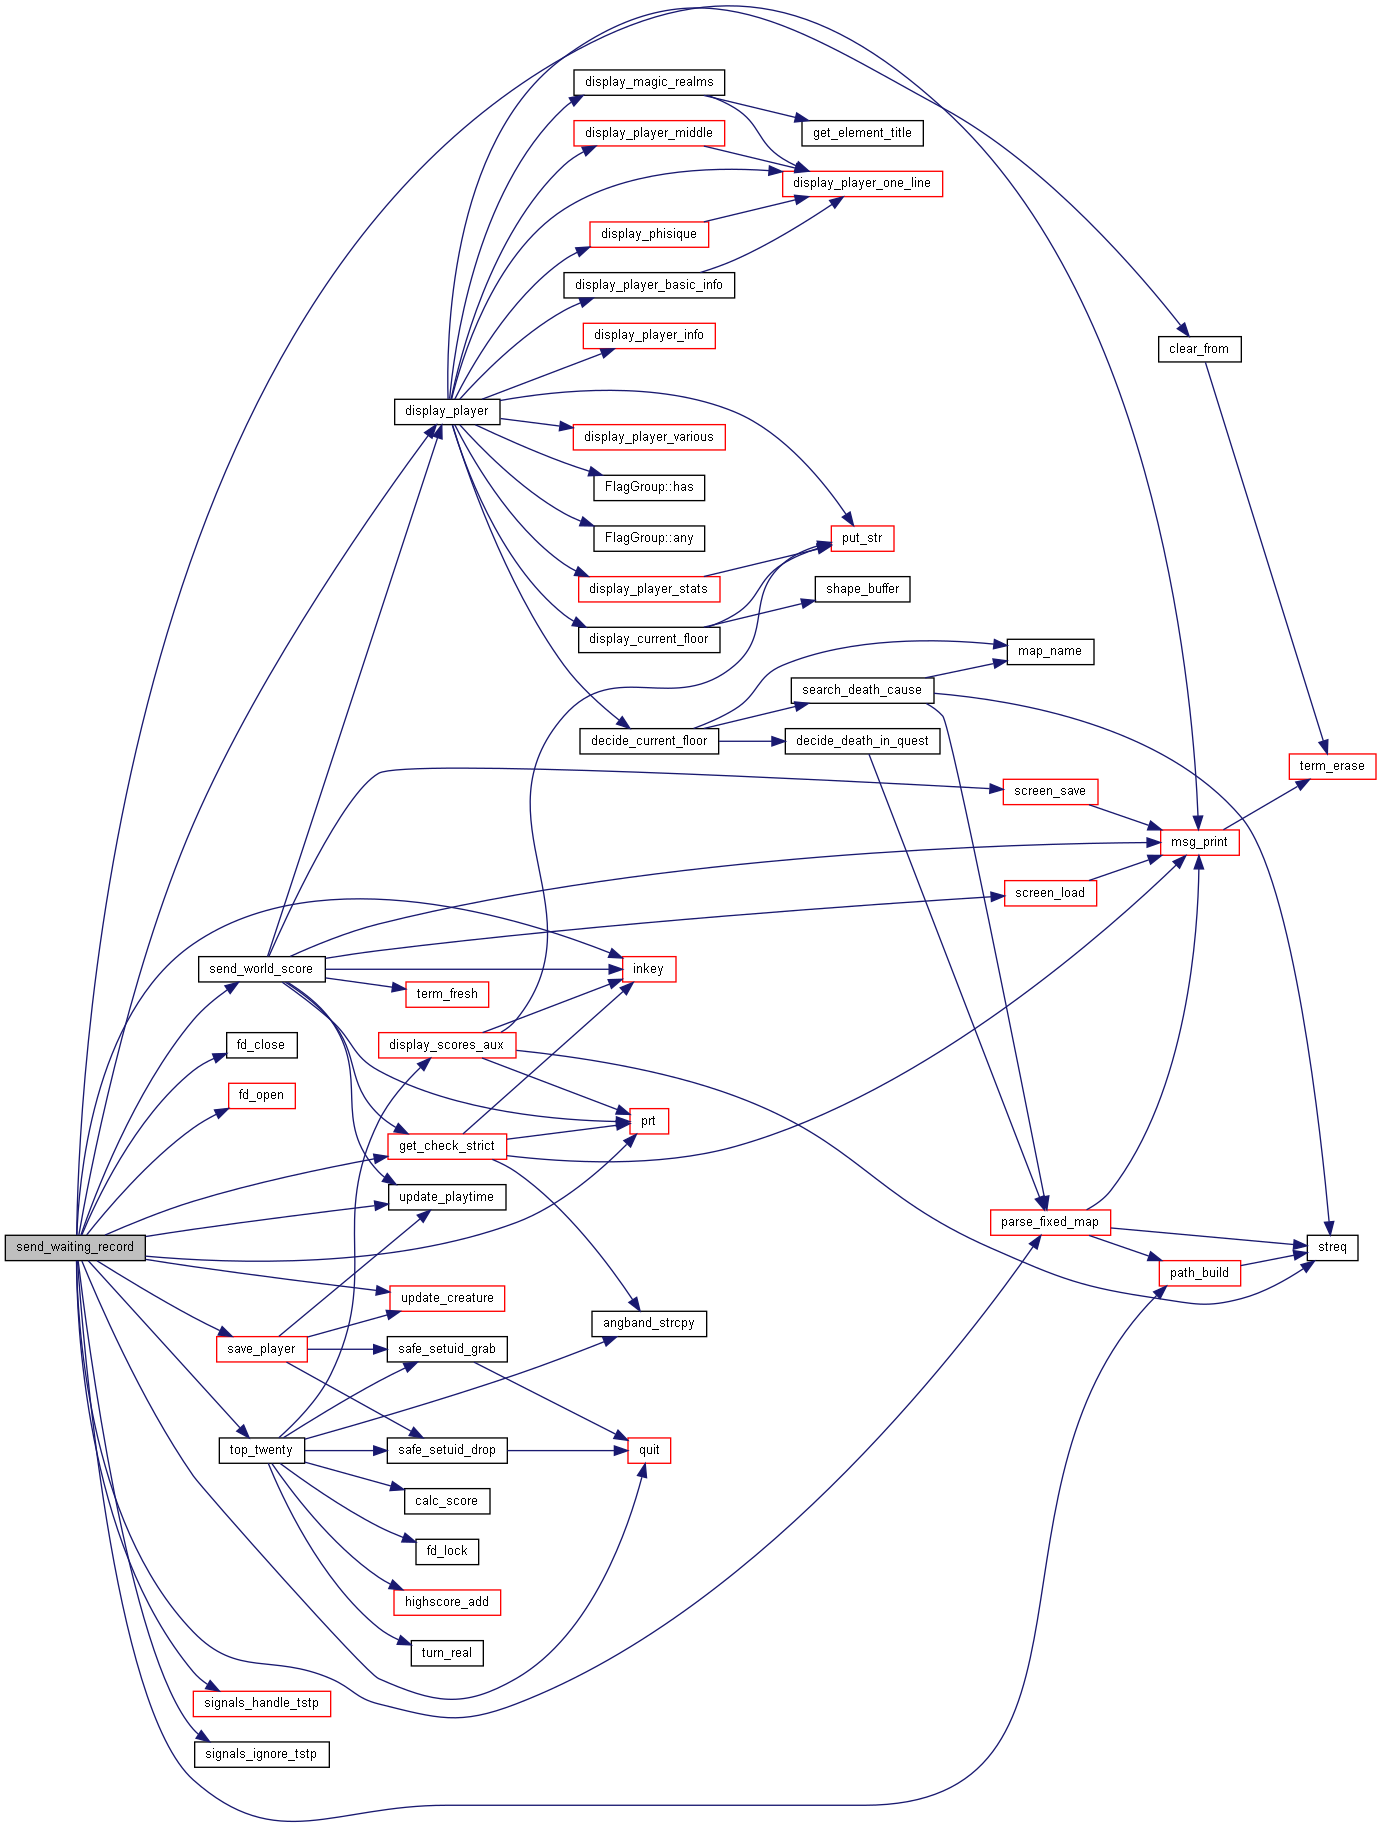 display_magic_realms
display_player_middle
get_element_title
display_player_one_line
display_phisique
display_player_basic_info
display_player_info
clear_from
display_player
display_player_various
FlagGroup::has
FlagGroup::any
put_str
display_player_stats
shape_buffer
display_current_floor
map_name
search_death_cause
decide_current_floor
decide_death_in_quest
term_erase
screen_save
msg_print
screen_load
send_world_score
inkey
term_fresh
fd_close
display_scores_aux
fd_open
prt
get_check_strict
update_playtime
parse_fixed_map
send_waiting_record
streq
path_build
update_creature
angband_strcpy
save_player
safe_setuid_grab
top_twenty
safe_setuid_drop
quit
calc_score
fd_lock
highscore_add
turn_real
signals_handle_tstp
signals_ignore_tstp